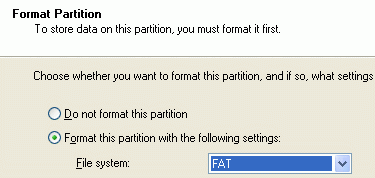 Format Partition
To store data on this partition, you must format it first.
Choose whether you want to format this partition, and if so, what settings
Do not format this partition
Format this partition with the following settings:
File system: FAT